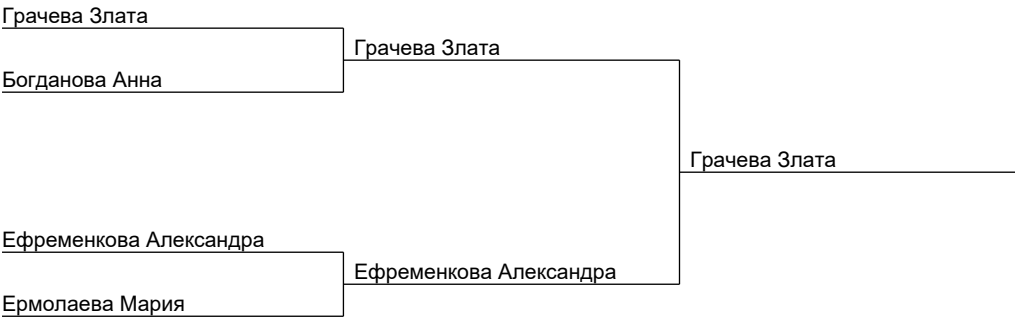 Грачева Злата
Грачева Злата
Богданова Анна
Грачева Злата
Ефременкова Александра
Ефременкова Александра
Ермолаева Мария